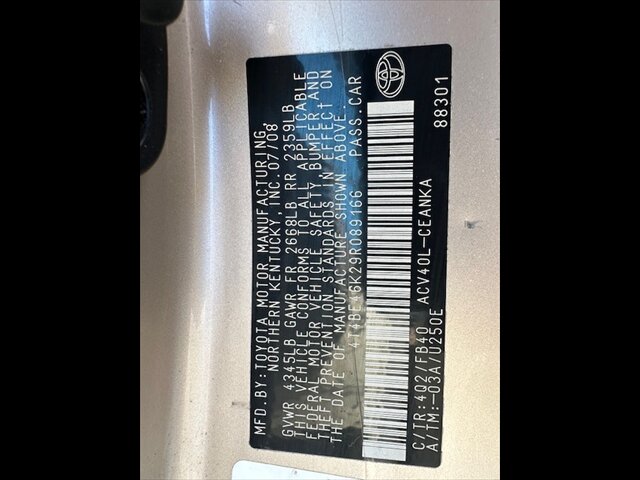 MFD.BY:TOYOTA MOTOR MANUFACTURING,
NORTHERN KENTUCKY,INC.07/08
GVWR 4345LB GAWR FR 2668LB RR 2359LB
THIS VEHICLE CONFORMS TO ALL APPLICABLE
FEDERAL MOTOR VEHICLE SAFETY, BUMPER,AND
THEFT PREVENTION STANDARDS IN EFFECT ON
THE DATE OF MANUFACTURE SHOWN ABOVE.
4T4BE46K29R089166 PASS.CAR
C/TR:4Q2/FB40 ACV40L-CEANKA
A/TM:-03A/U250E 88301